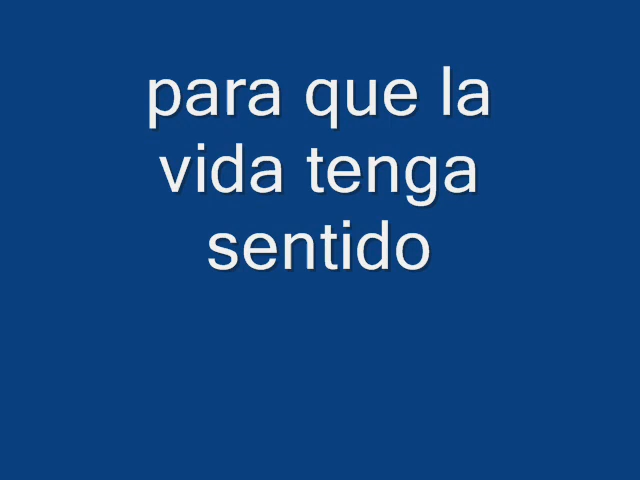 para que la
vida tenga
sentido